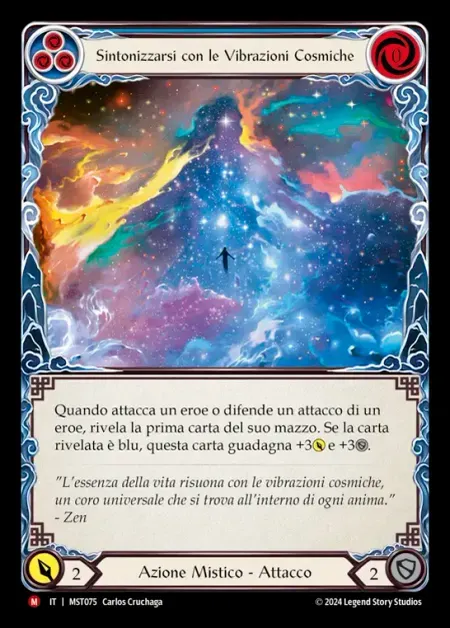 Sintonizzarsi con le Vibrazioni Cosmiche
0
Quando attacca un eroe o difende un attacco di un
eroe, rivela la prima carta del suo mazzo. Se la carta
rivelata è blu, questa carta guadagna +3 e +3.
"L'essenza della vita risuona con le vibrazioni cosmiche,
un coro universale che si trova all'interno di ogni anima."
- Zen
2
Azione Mistico - Attacco
2
M IT | MST075 Carlos Cruchaga
© 2024 Legend Story Studios